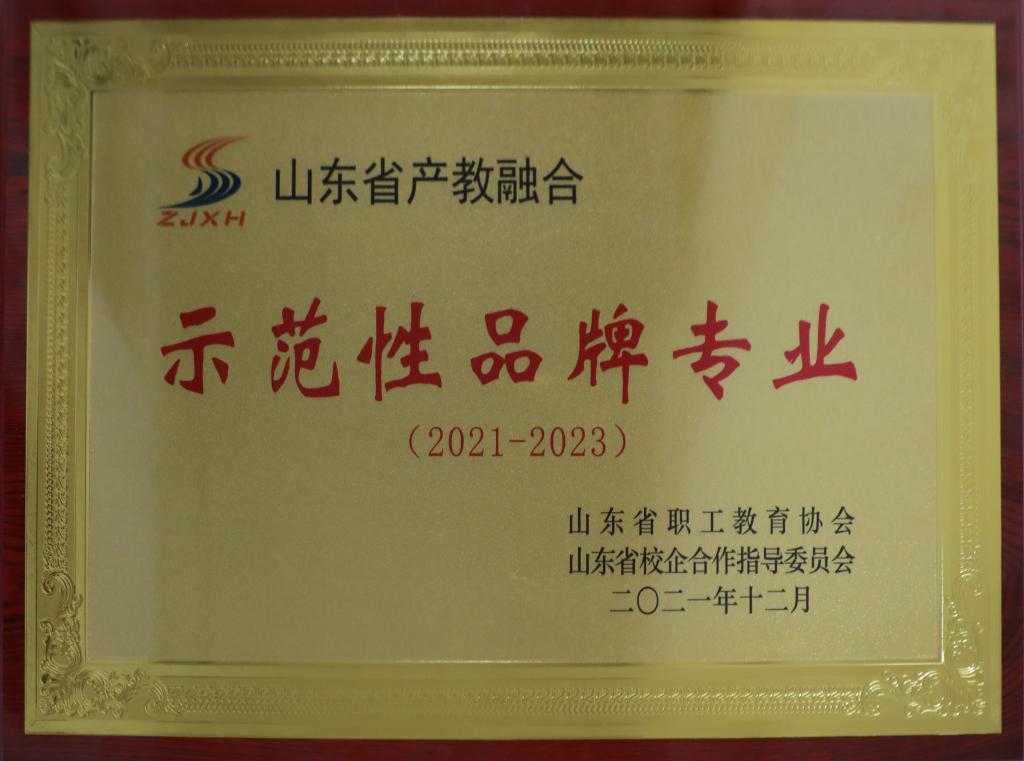 山东省产教融合
ZJXH
示范性品牌专业
（2021-2023）
山东省职工教育协会
山东省校企合作指导委员会
二〇二一年十二月